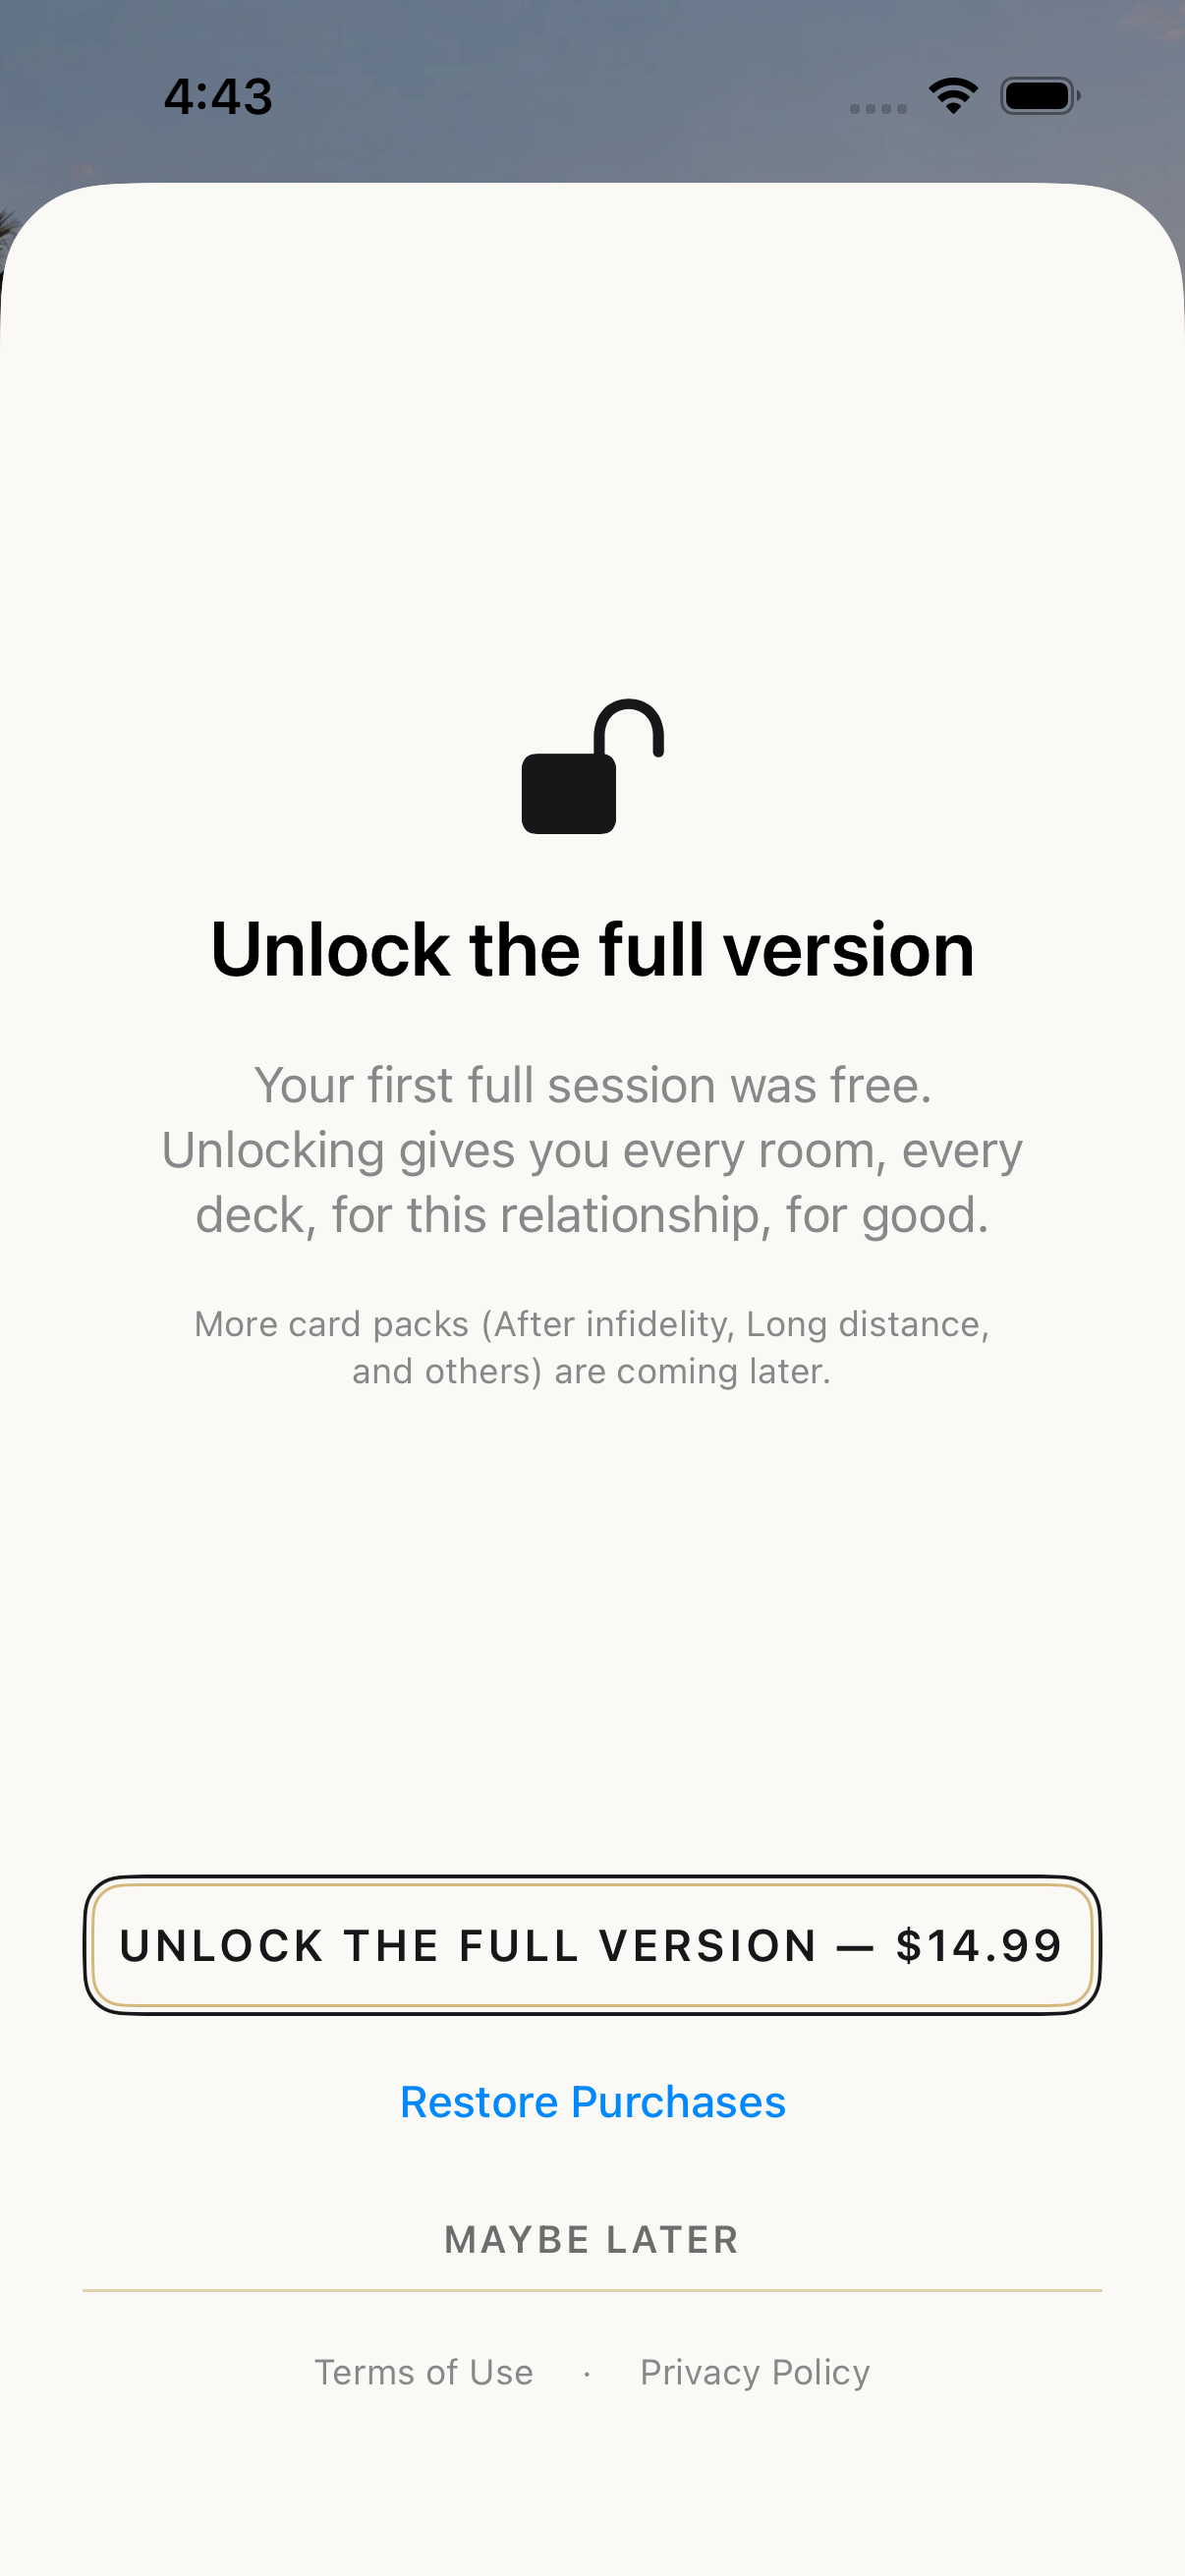 4:43
Unlock the full version
Your first full session was free.
Unlocking gives you every room, every
deck, for this relationship, for good.
More card packs (After infidelity, Long distance,
and others) are coming later.
UNLOCK THE FULL VERSION — $14.99
Restore Purchases
MAYBE LATER
Terms of Use · Privacy Policy